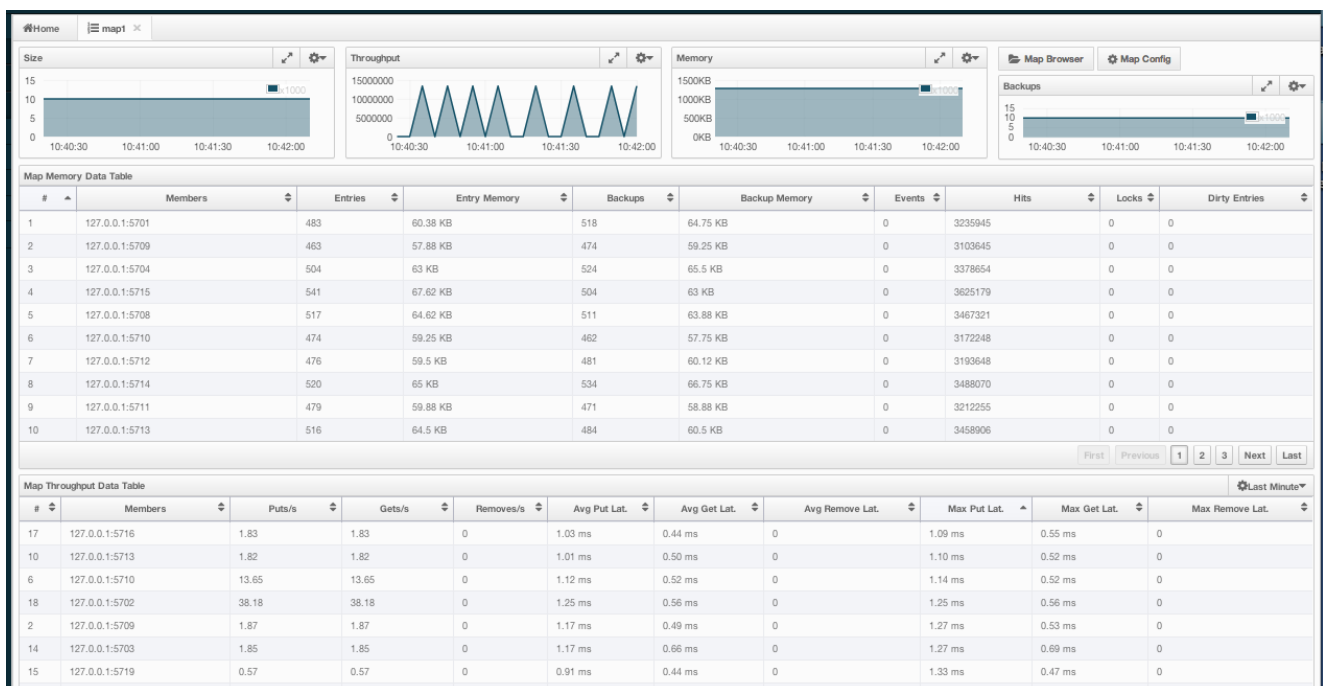 Home map1
Size Throughput Memory Map Browser Map Config
Backups
15
10
5
0
x1000
10:40:30 10:41:00 10:41:30 10:42:00
15000000
10000000
5000000
0
10:40:30 10:41:00 10:41:30 10:42:00
1500KB
1000KB
500KB
0KB
x1000
10:40:30 10:41:00 10:41:30 10:42:00
15
10
5
0
x1000
10:40:30 10:41:00 10:41:30 10:42:00
Map Memory Data Table
# Members Entries Entry Memory Backups Backup Memory Events Hits Locks Dirty Entries
1 127.0.0.1:5701 483 60.38 KB 518 64.75 KB 0 3235945 0 0
2 127.0.0.1:5709 463 57.88 KB 474 59.25 KB 0 3103645 0 0
3 127.0.0.1:5704 504 63 KB 524 65.5 KB 0 3378654 0 0
4 127.0.0.1:5715 541 67.62 KB 504 63 KB 0 3625179 0 0
5 127.0.0.1:5708 517 64.62 KB 511 63.88 KB 0 3467321 0 0
6 127.0.0.1:5710 474 59.25 KB 462 57.75 KB 0 3172248 0 0
7 127.0.0.1:5712 476 59.5 KB 481 60.12 KB 0 3193648 0 0
8 127.0.0.1:5714 520 65 KB 534 66.75 KB 0 3488070 0 0
9 127.0.0.1:5711 479 59.88 KB 471 58.88 KB 0 3212255 0 0
10 127.0.0.1:5713 516 64.5 KB 484 60.5 KB 0 3458906 0 0
First Previous 1 2 3 Next Last
Map Throughput Data Table Last Minute
# Members Puts/s Gets/s Removes/s Avg Put Lat. Avg Get Lat. Avg Remove Lat. Max Put Lat. Max Get Lat. Max Remove Lat.
17 127.0.0.1:5716 1.83 1.83 0 1.03 ms 0.44 ms 0 1.09 ms 0.55 ms 0
10 127.0.0.1:5713 1.82 1.82 0 1.01 ms 0.50 ms 0 1.10 ms 0.52 ms 0
6 127.0.0.1:5710 13.65 13.65 0 1.12 ms 0.52 ms 0 1.14 ms 0.52 ms 0
18 127.0.0.1:5702 38.18 38.18 0 1.25 ms 0.56 ms 0 1.25 ms 0.56 ms 0
2 127.0.0.1:5709 1.87 1.87 0 1.17 ms 0.49 ms 0 1.27 ms 0.53 ms 0
14 127.0.0.1:5703 1.85 1.85 0 1.17 ms 0.66 ms 0 1.27 ms 0.69 ms 0
15 127.0.0.1:5719 0.57 0.57 0 0.91 ms 0.44 ms 0 1.33 ms 0.47 ms 0